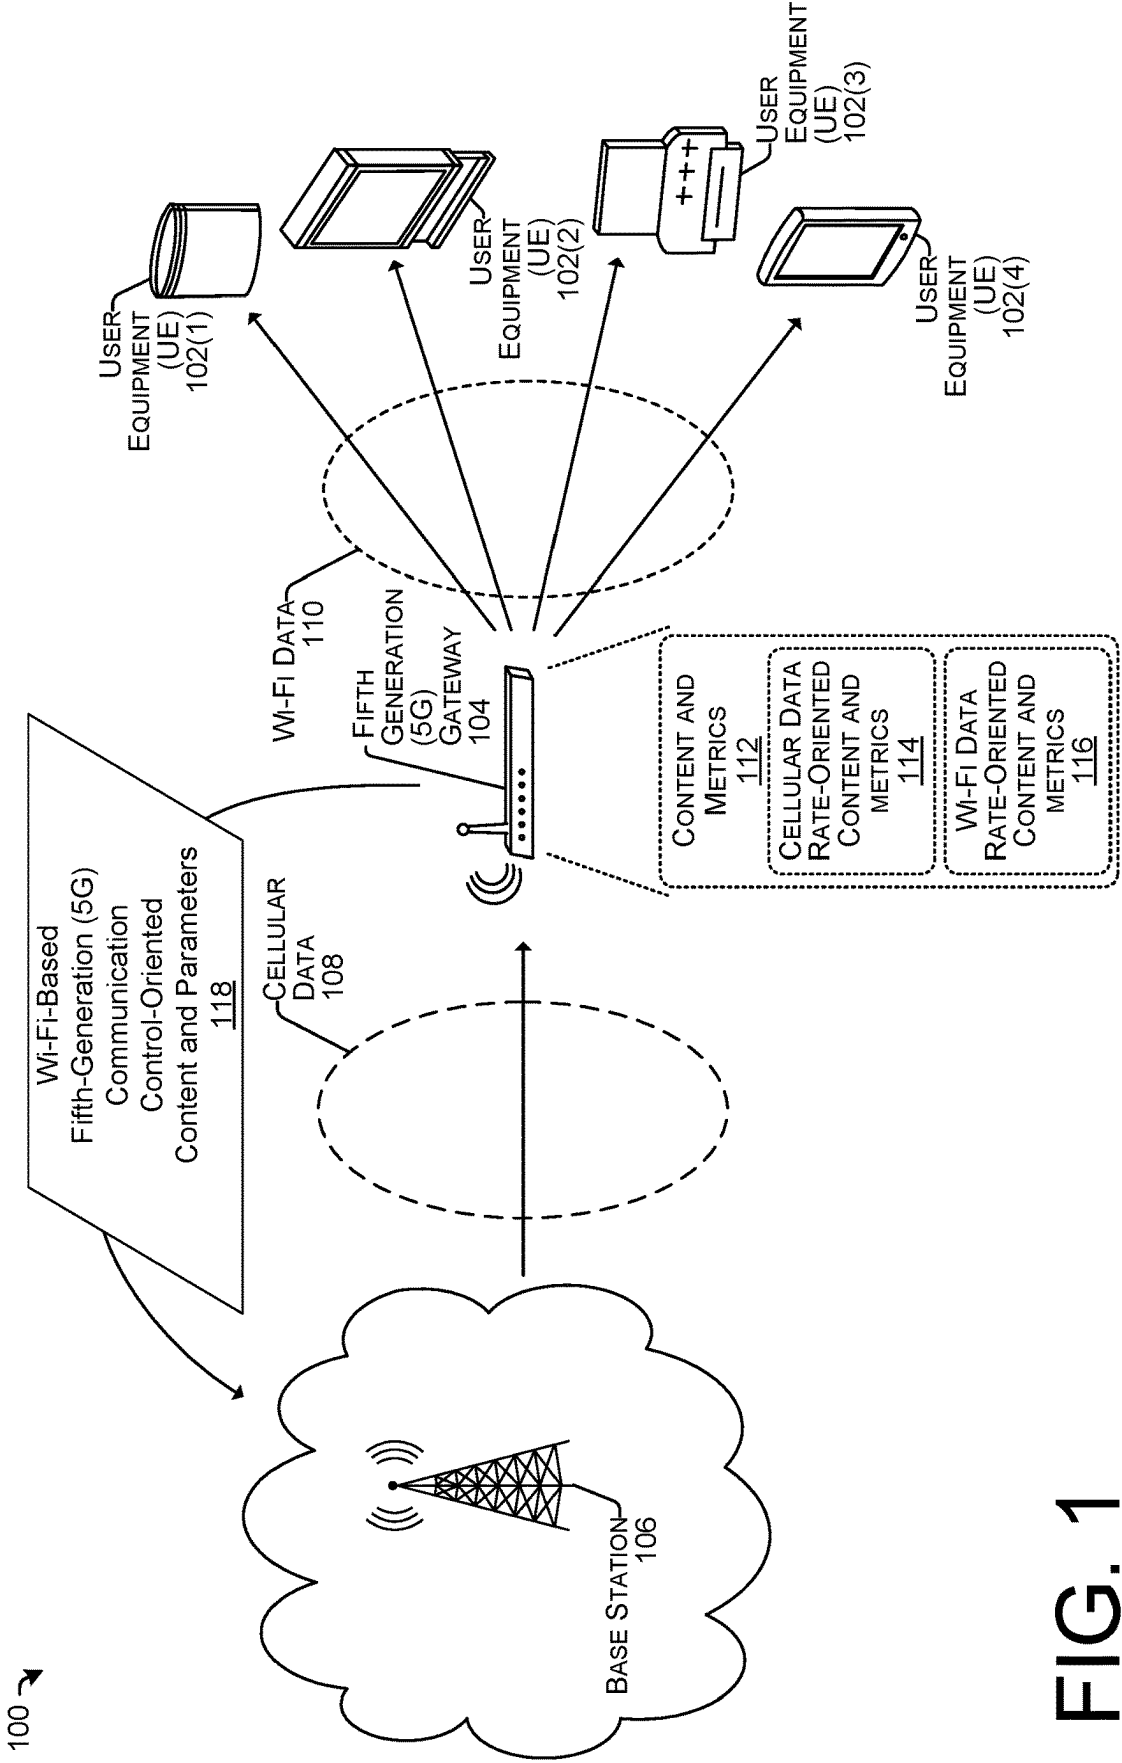 100
Wi-Fi-Based
Fifth-Generation (5G)
Communication
Control-Oriented
Content and Parameters
118
CELLULAR
DATA
108
BASE STATION
106
WI-FI DATA
110
FIFTH
GENERATION
(5G)
GATEWAY
104
CONTENT AND
METRICS
112
CELLULAR DATA
RATE-ORIENTED
CONTENT AND
METRICS
114
WI-FI DATA
RATE-ORIENTED
CONTENT AND
METRICS
116
USER
EQUIPMENT
(UE)
102(1)
USER
EQUIPMENT
(UE)
102(2)
USER
EQUIPMENT
(UE)
102(3)
USER
EQUIPMENT
(UE)
102(4)
FIG. 1